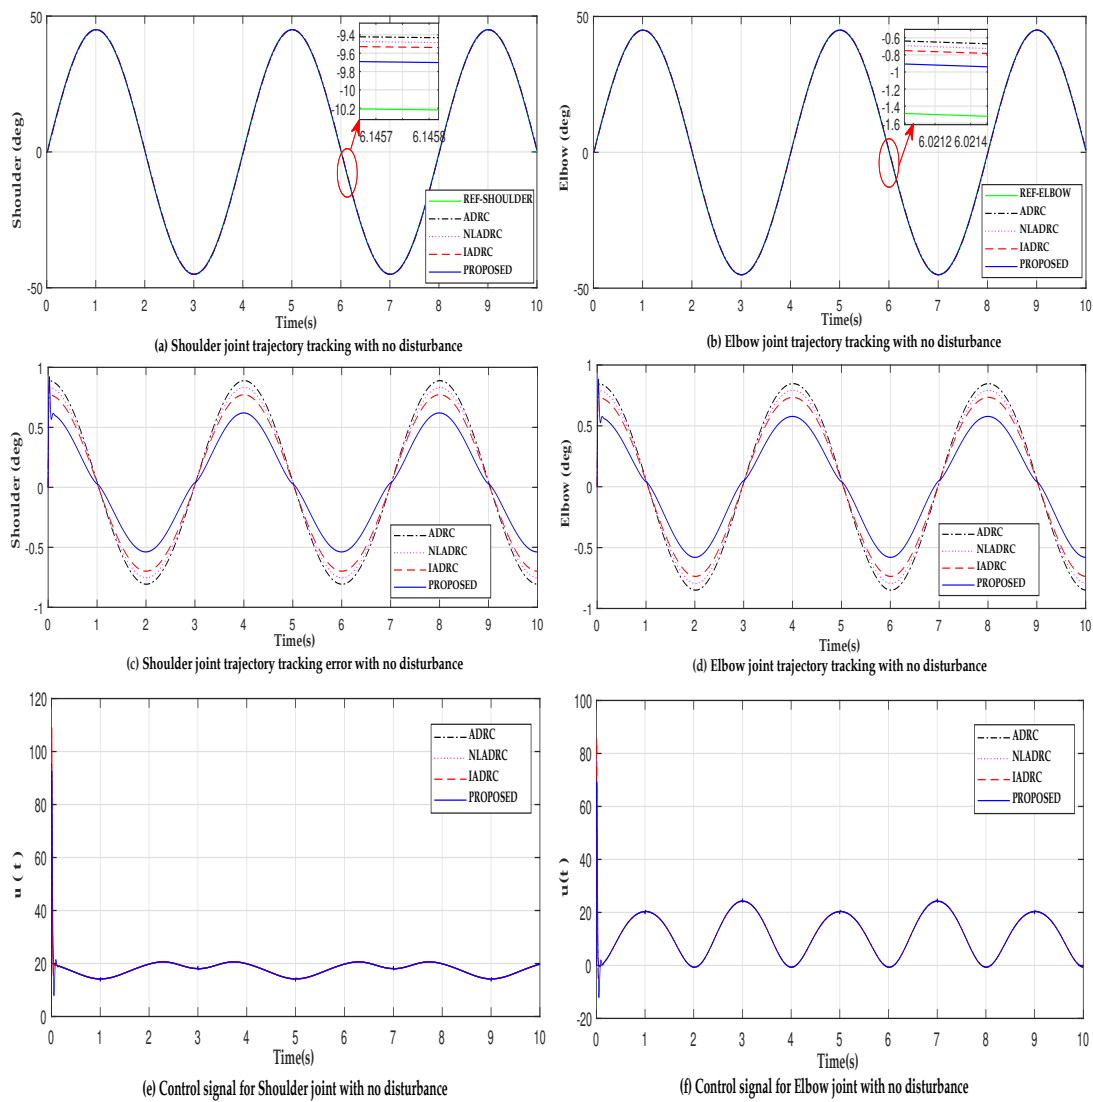 50
0
-50
Shoulder (deg)
-9.4
-9.6
-9.8
-10
-10.2
6.1457
6.1458
REF-SHOULDER
ADRC
NLADRC
IADRC
PROPOSED
0 1 2 3 4 5 6 7 8 9 10
Time(s)
(a) Shoulder joint trajectory tracking with no disturbance
50
0
-50
Elbow (deg)
-0.6
-0.8
-1
-1.2
-1.4
-1.6
6.0212 6.0214
REF-ELBOW
ADRC
NLADRC
IADRC
PROPOSED
0 1 2 3 4 5 6 7 8 9 10
Time(s)
(b) Elbow joint trajectory tracking with no disturbance
1
0.5
0
-0.5
-1
Shoulder (deg)
ADRC
NLADRC
IADRC
PROPOSED
0 1 2 3 4 5 6 7 8 9 10
Time(s)
(c) Shoulder joint trajectory tracking error with no disturbance
1
0.5
0
-0.5
-1
Elbow (deg)
ADRC
NLADRC
IADRC
PROPOSED
0 1 2 3 4 5 6 7 8 9 10
Time(s)
(d) Elbow joint trajectory tracking with no disturbance
120
100
80
60
40
20
0
u ( t )
ADRC
NLADRC
IADRC
PROPOSED
0 1 2 3 4 5 6 7 8 9 10
Time(s)
(e) Control signal for Shoulder joint with no disturbance
100
80
60
40
20
0
-20
u(t )
ADRC
NLADRC
IADRC
PROPOSED
0 1 2 3 4 5 6 7 8 9 10
Time(s)
(f) Control signal for Elbow joint with no disturbance